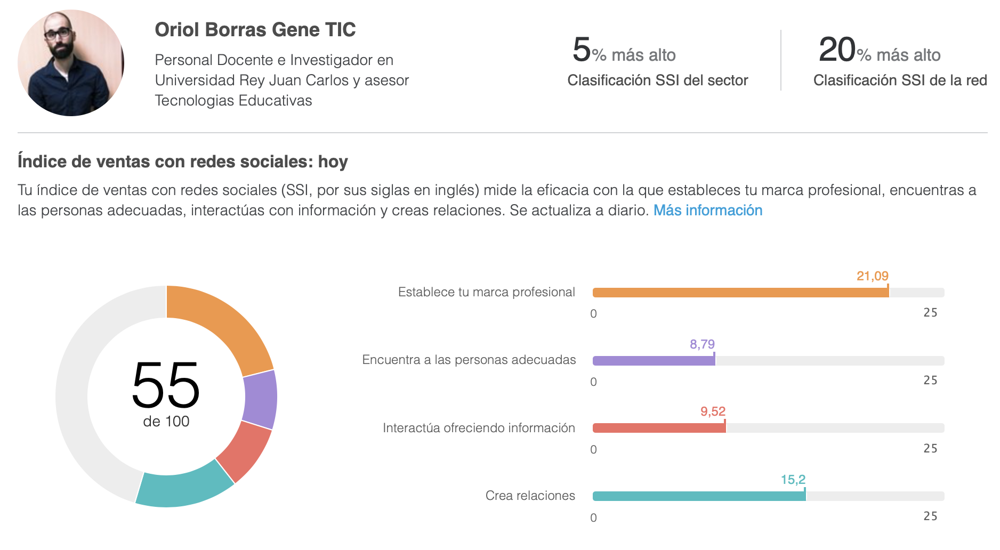 Oriol Borras Gene TIC
Personal Docente e Investigador en
Universidad Rey Juan Carlos y asesor
Tecnologias Educativas
5% más alto
Clasificación SSI del sector
20% más alto
Clasificación SSI de la red
Índice de ventas con redes sociales: hoy
Tu índice de ventas con redes sociales (SSI, por sus siglas en inglés) mide la eficacia con la que estableces tu marca profesional, encuentras a
las personas adecuadas, interactúas con información y creas relaciones. Se actualiza a diario. Más información
55
de 100
21,09
Establece tu marca profesional
0 25
8,79
Encuentra a las personas adecuadas
0 25
9,52
Interactúa ofreciendo información
0 25
15,2
Crea relaciones
0 25